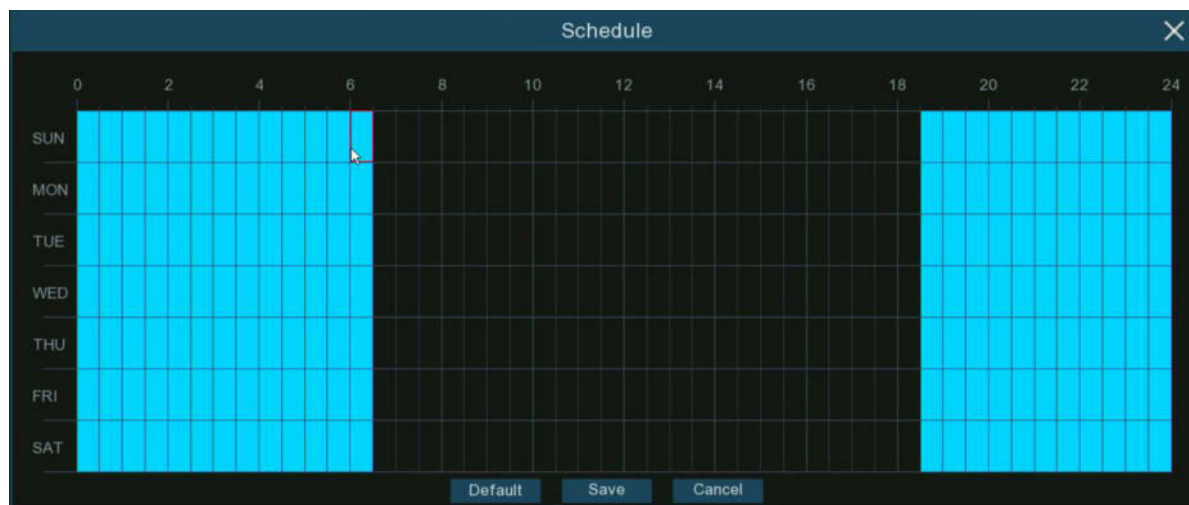 Schedule
0 2 4 6 8 10 12 14 16 18 20 22 24
SUN
MON
TUE
WED
THU
FRI
SAT
Default Save Cancel